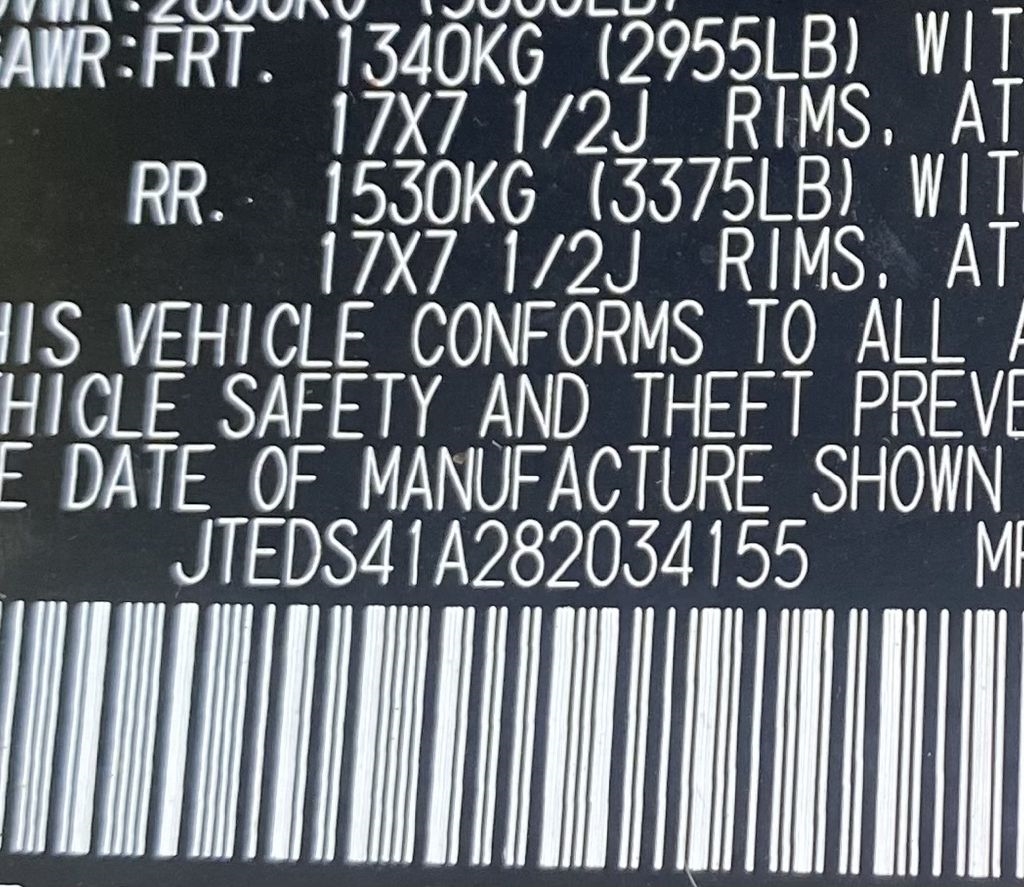 GAWR:FRT. 1340KG (2955LB) WIT
17X7 1/2J RIMS, AT
RR. 1530KG (3375LB) WIT
17X7 1/2J RIMS, AT
HIS VEHICLE CONFORMS TO ALL A
HICLE SAFETY AND THEFT PREVE
E DATE OF MANUFACTURE SHOWN
JTEDS41A282034155 MF